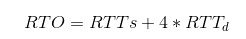 RTO = RTTs + 4 * RTT_d